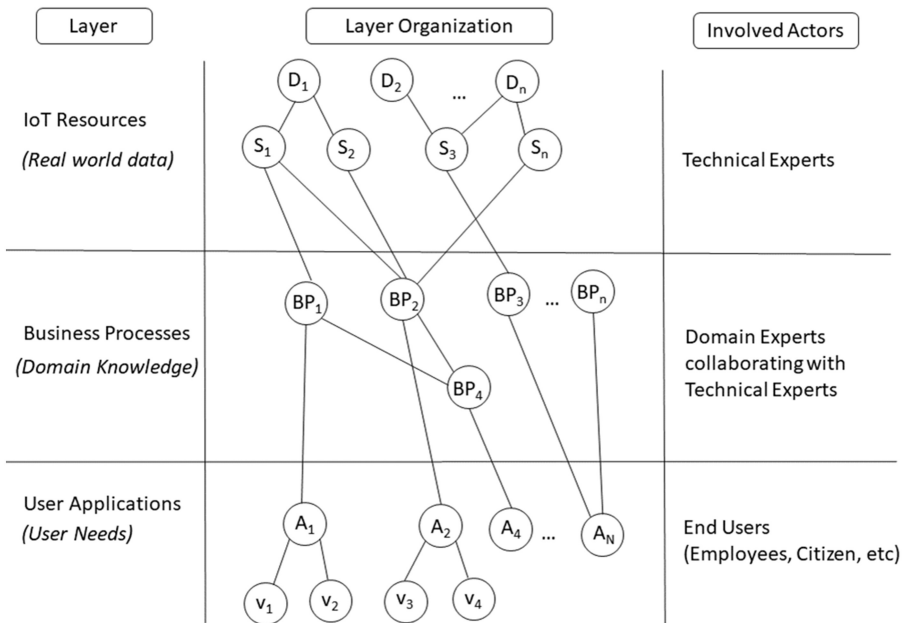 Layer
Layer Organization
Involved Actors
D1
D2
...
Dn
IoT Resources
(Real world data)
S1
S2
S3
Sn
Technical Experts
BP1
BP2
BP3
...
BPn
Business Processes
(Domain Knowledge)
Domain Experts
collaborating with
Technical Experts
BP4
User Applications
(User Needs)
A1
A2
A4
...
AN
End Users
(Employees, Citizen, etc)
v1
v2
v3
v4